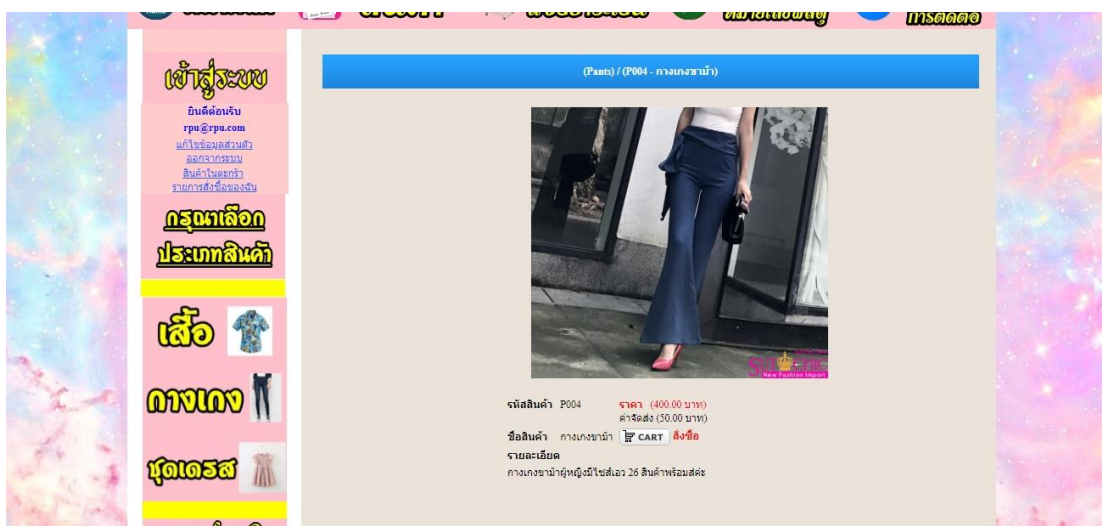 การติดต่อ
เข้าสู่ระบบ
ยินดีต้อนรับ
rpu@rpu.com
แก้ไขข้อมูลส่วนตัว
ออกจากระบบ
สินค้าในตะกร้า
รายการสั่งซื้อของฉัน
กรุณาเลือก
ประเภทสินค้า
เสื้อ
กางเกง
ชุดเดรส
(Pants) / (P004 - กางเกงขาม้า)
New Fashion Import
รหัสสินค้า P004 ราคา (400.00 บาท)
ค่าจัดส่ง (50.00 บาท)
ชื่อสินค้า กางเกงขาม้า CART สั่งซื้อ
รายละเอียด
กางเกงขาม้าผู้หญิงมีไซส์เอว 26 สินค้าพร้อมส่งค่ะ